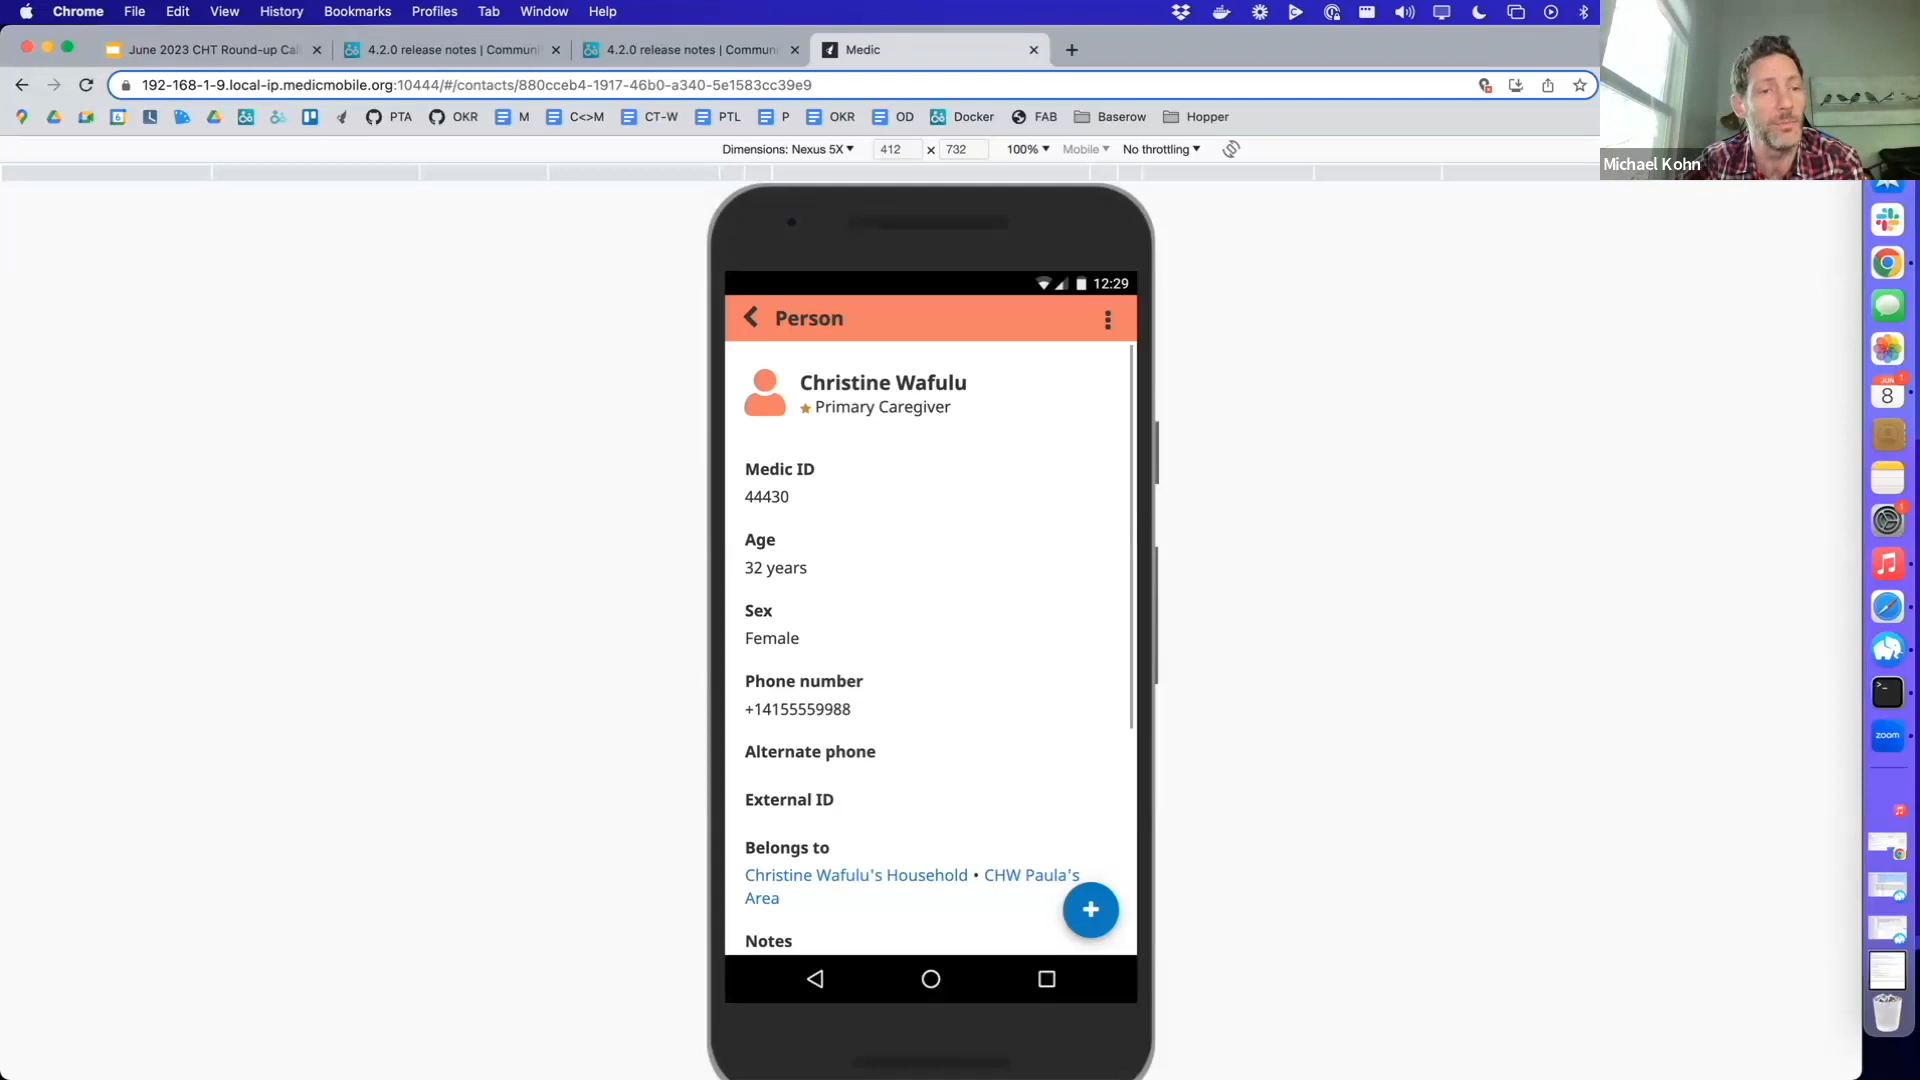 Chrome File Edit View History Bookmarks Profiles Tab Window Help
June 2023 CHT Round-up Cal
4.2.0 release notes | Communi
4.2.0 release notes | Communi
Medic
192-168-1-9.local-ip.medicmobile.org:10444/#/contacts/880cceb4-1917-46b0-a340-5e1583cc39e9
PTA OKR M C<>M CT-W PTL P OKR OD Docker FAB Baserow Hopper
Dimensions: Nexus 5X 412 × 732 100% Mobile No throttling
Michael Kohn
12:29
Person
Christine Wafulu
Primary Caregiver
Medic ID
44430
Age
32 years
Sex
Female
Phone number
+14155559988
Alternate phone
External ID
Belongs to
Christine Wafulu's Household • CHW Paula's
Area
Notes
JUN
8
zoom